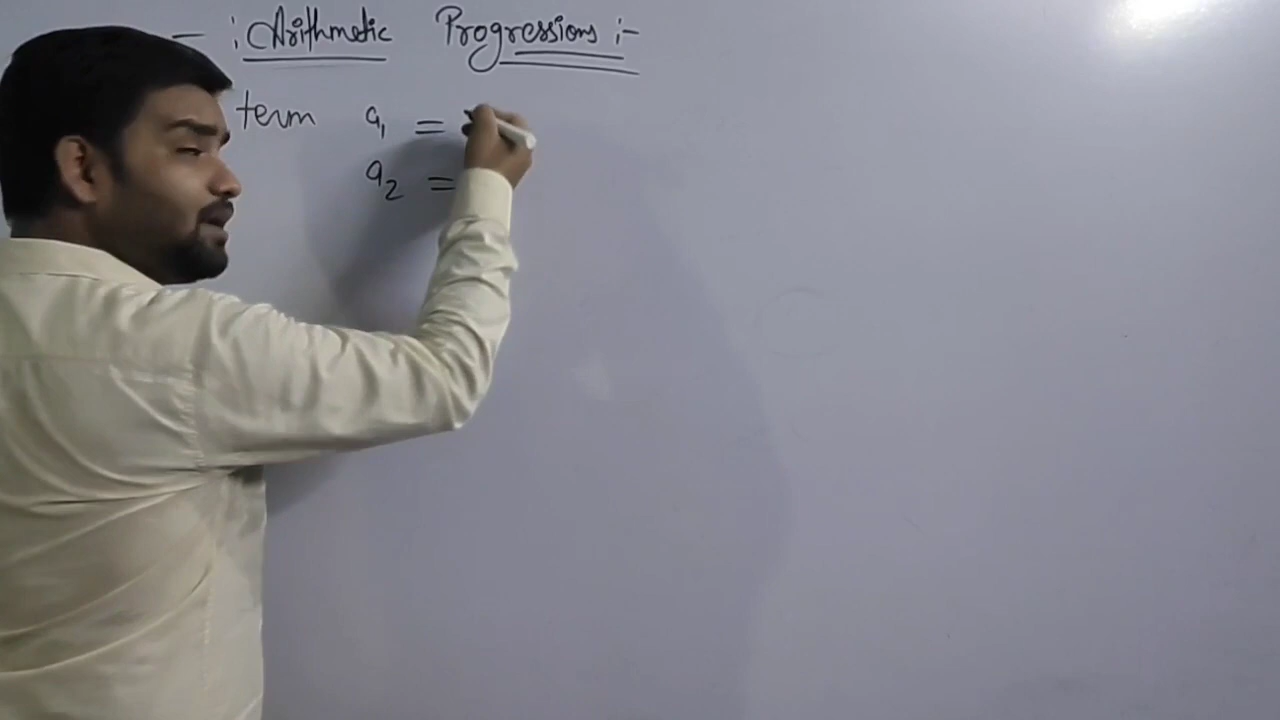 — :Arithmetic Progressions :-
term a₁ =
a₂ =